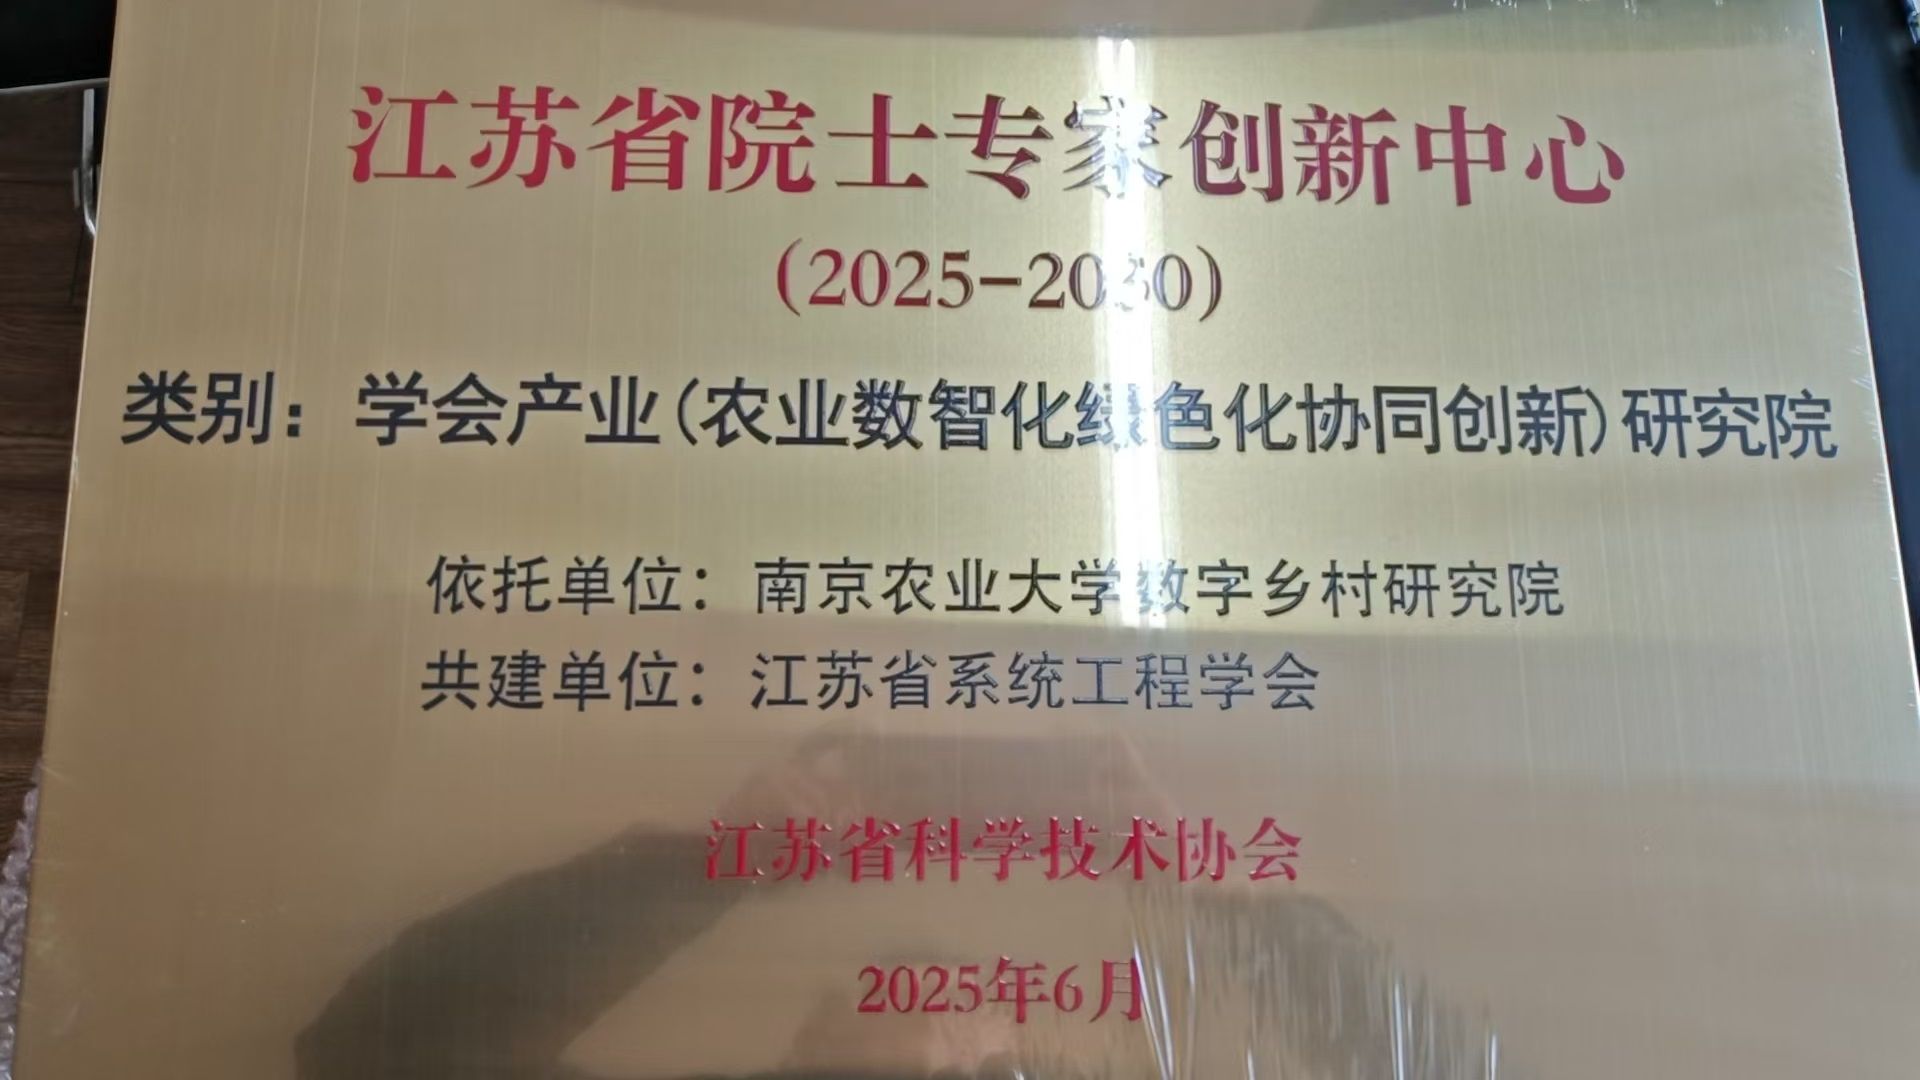 江苏省院士专家创新中心
(2025-2030)
类别：学会产业(农业数智化绿色化协同创新)研究院
依托单位：南京农业大学数字乡村研究院
共建单位：江苏省系统工程学会
江苏省科学技术协会
2025年6月